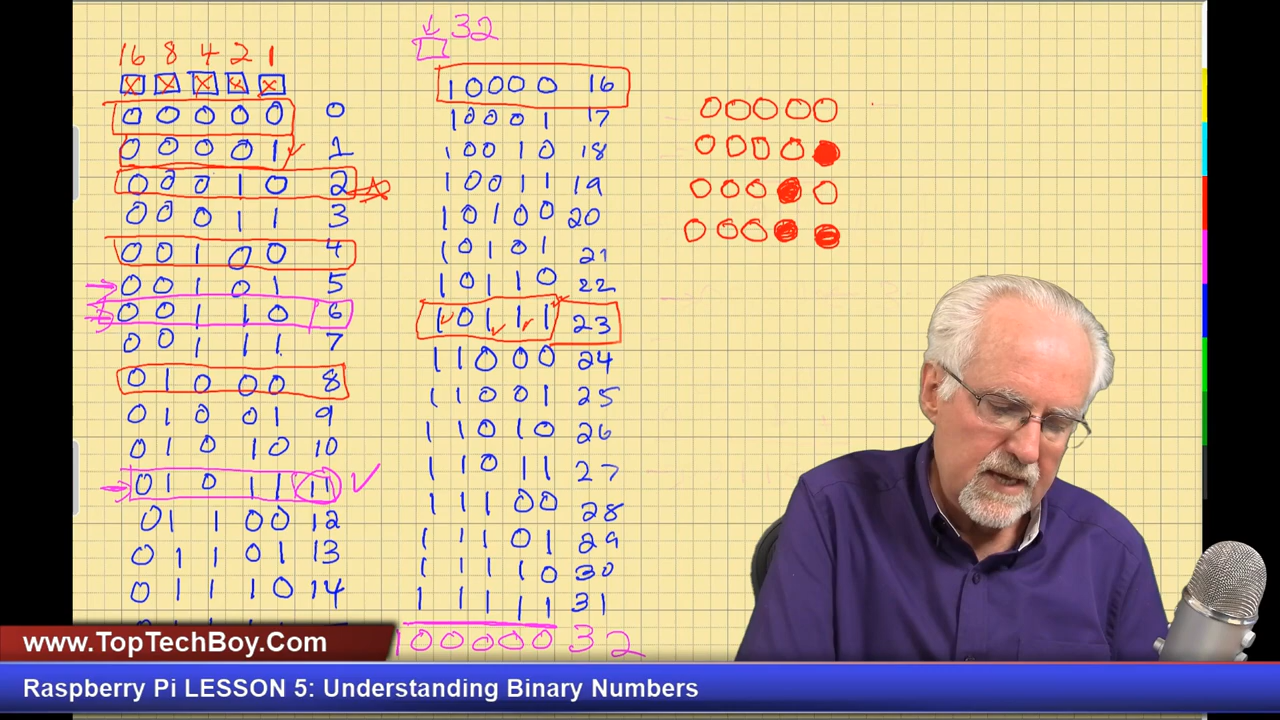 16 8 4 2 1
0 0 0 0 0 0
0 0 0 0 1 1
0 0 0 1 0 2
0 0 0 1 1 3
0 0 1 0 0 4
0 0 1 0 1 5
0 0 1 1 0 6
0 0 1 1 1 7
0 1 0 0 0 8
0 1 0 0 1 9
0 1 0 1 0 10
0 1 0 1 1 11
0 1 1 0 0 12
0 1 1 0 1 13
0 1 1 1 0 14
32
1 0 0 0 0 16
1 0 0 0 1 17
1 0 0 1 0 18
1 0 0 1 1 19
1 0 1 0 0 20
1 0 1 0 1 21
1 0 1 1 0 22
1 0 1 1 1 23
1 1 0 0 0 24
1 1 0 0 1 25
1 1 0 1 0 26
1 1 0 1 1 27
1 1 1 0 0 28
1 1 1 0 1 29
1 1 1 1 0 30
1 1 1 1 1 31
1 0 0 0 0 0 32
www.TopTechBoy.com
Raspberry Pi LESSON 5: Understanding Binary Numbers